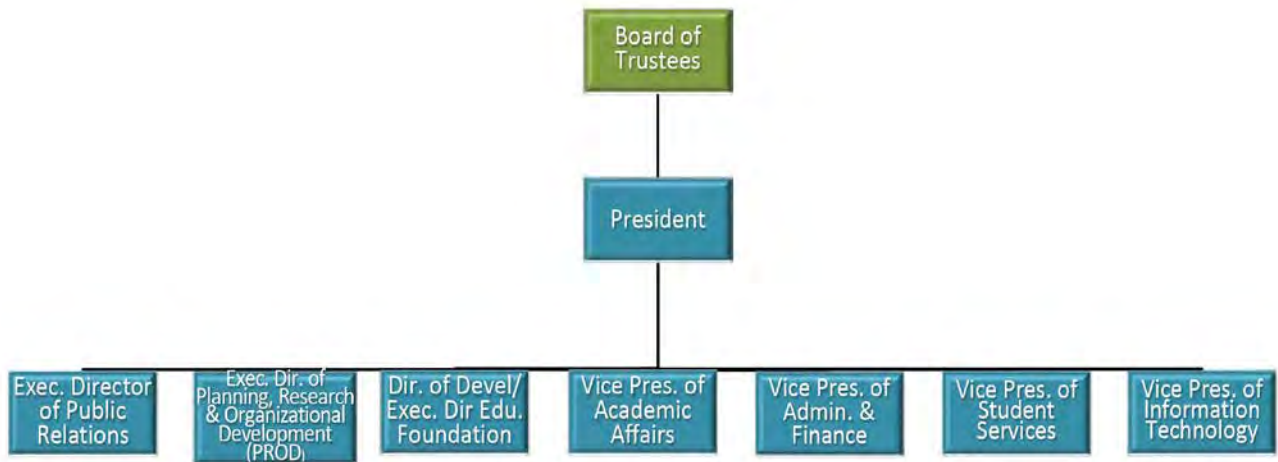 Board of
Trustees
President
Exec. Director
of Public
Relations
Exec. Dir. of
Planning, Research
& Organizational
Development
(PROD)
Dir. of Devel/
Exec. Dir Edu.
Foundation
Vice Pres. of
Academic
Affairs
Vice Pres. of
Admin. &
Finance
Vice Pres. of
Student
Services
Vice Pres. of
Information
Technology